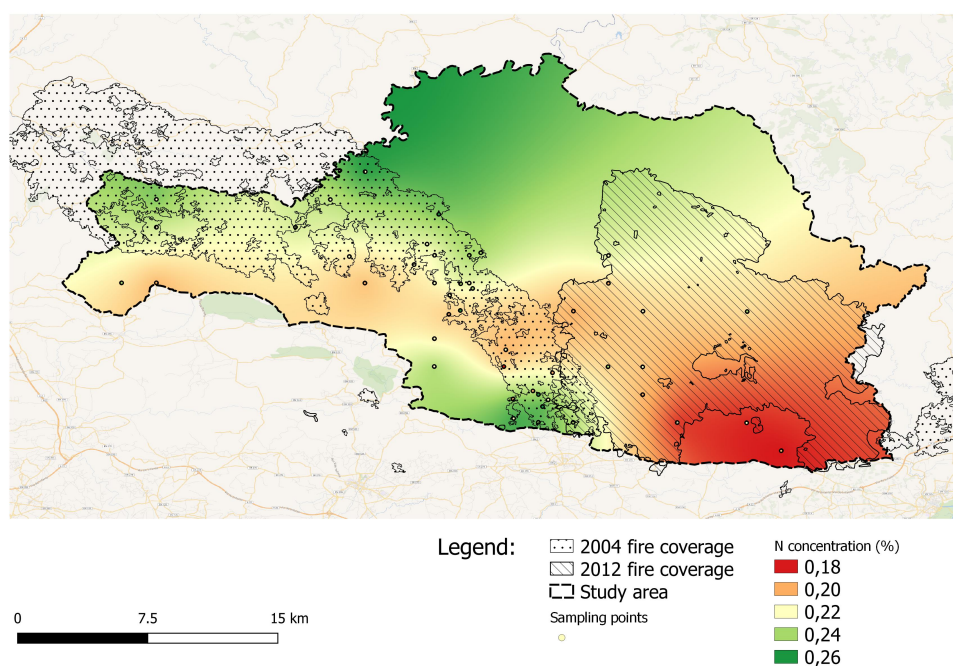 Legend:
2004 fire coverage
2012 fire coverage
Study area
Sampling points
N concentration (%)
0,18
0,20
0,22
0,24
0,26
0 7.5 15 km